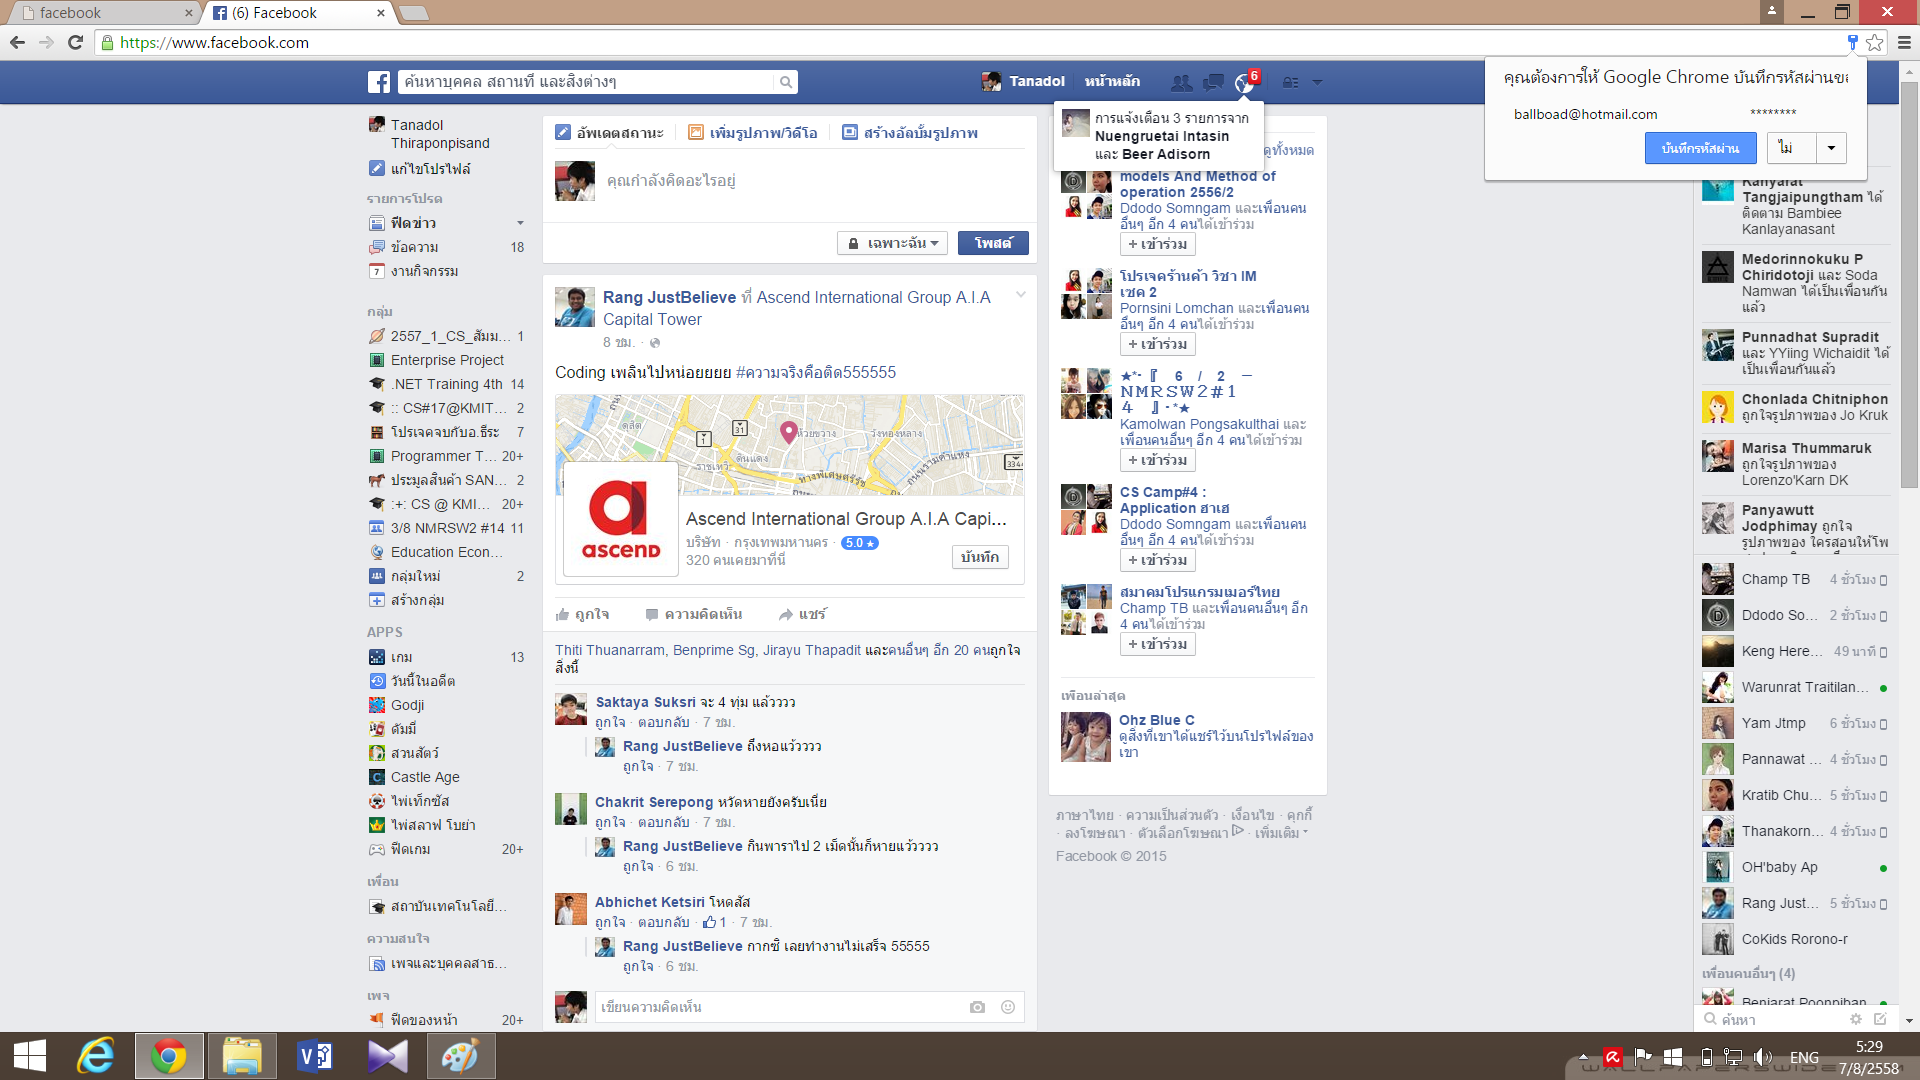 facebook
(6) Facebook
https://www.facebook.com
ค้นหาบุคคล สถานที่ และสิ่งต่างๆ
Tanadol
หน้าหลัก
6
คุณต้องการให้ Google Chrome บันทึกรหัสผ่านขอ
ballboad@hotmail.com
********
บันทึกรหัสผ่าน
ไม่
การแจ้งเตือน 3 รายการจาก
Nuengruetai Intasin
และ Beer Adisorn
Tanadol
Thiraponpisand
แก้ไขโปรไฟล์
รายการโปรด
ฟีดข่าว
ข้อความ 18
งานกิจกรรม
กลุ่ม
2557_1_CS_สัมม... 1
Enterprise Project
.NET Training 4th 14
:: CS#17@KMIT... 2
โปรเจคจบกับอ.ธีระ 7
Programmer T... 20+
ประมูลสินค้า SAN... 2
:+: CS @ KMI... 20+
3/8 NMRSW2 #14 11
Education Econ...
กลุ่มใหม่ 2
สร้างกลุ่ม
APPS
เกม 13
วันนี้ในอดีต
Godji
ดัมมี่
สวนสัตว์
Castle Age
ไพ่เท็กซัส
ไพ่สลาฟ โบย่า
ฟีดเกม 20+
เพื่อน
สถาบันเทคโนโลยี...
ความสนใจ
เพจและบุคคลสาธ...
เพจ
ฟีดของหน้า 20+
อัพเดตสถานะ
เพิ่มรูปภาพ/วิดีโอ
สร้างอัลบั้มรูปภาพ
คุณกำลังคิดอะไรอยู่
เฉพาะฉัน
โพสต์
Rang JustBelieve ที่ Ascend International Group A.I.A
Capital Tower
8 ชม. ·
Coding เพลินไปหน่อยยยย #ความจริงคือติด555555
ดุสิต
1
31
ห้วยขวาง
วังทองหลาง
ดินแดง
ราชเทวี
ทางพิเศษศรีรัช
ถนนรามคำแหง
3344
ascend
Ascend International Group A.I.A Capi...
บริษัท · กรุงเทพมหานคร · 5.0 ★
320 คนเคยมาที่นี่
บันทึก
ถูกใจ
ความคิดเห็น
แชร์
Thiti Thuanarram, Benprime Sg, Jirayu Thapadit และคนอื่นๆ อีก 20 คนถูกใจ
สิ่งนี้
Saktaya Suksri จะ 4 ทุ่ม แล้วววว
ถูกใจ · ตอบกลับ · 7 ชม.
Rang JustBelieve ถึงหอแว้วววว
ถูกใจ · 7 ชม.
Chakrit Serepong หวัดหายยังครับเนี่ย
ถูกใจ · ตอบกลับ · 7 ชม.
Rang JustBelieve กินพาราไป 2 เม็ดนั้นก็หายแว้วววว
ถูกใจ · 6 ชม.
Abhichet Ketsiri โหดสัส
ถูกใจ · ตอบกลับ · 1 · 7 ชม.
Rang JustBelieve กากซิ เลยทำงานไม่เสร็จ 55555
ถูกใจ · 6 ชม.
เขียนความคิดเห็น
ดูทั้งหมด
models And Method of
operation 2556/2
Ddodo Somngam และเพื่อนคน
อื่นๆ อีก 4 คนได้เข้าร่วม
+ เข้าร่วม
โปรเจคร้านค้า วิชา IM
เซค 2
Pornsini Lomchan และเพื่อนคน
อื่นๆ อีก 4 คนได้เข้าร่วม
+ เข้าร่วม
★*-『 6 / 2 －
ＮＭＲＳＷ２＃１
４ 』-*★
Kamolwan Pongsakulthai และ
เพื่อนคนอื่นๆ อีก 4 คนได้เข้าร่วม
+ เข้าร่วม
CS Camp#4 :
Application ฮาเฮ
Ddodo Somngam และเพื่อนคน
อื่นๆ อีก 4 คนได้เข้าร่วม
+ เข้าร่วม
สมาคมโปรแกรมเมอร์ไทย
Champ TB และเพื่อนคนอื่นๆ อีก
4 คนได้เข้าร่วม
+ เข้าร่วม
เพื่อนล่าสุด
Ohz Blue C
ดูสิ่งที่เขาได้แชร์ไว้บนโปรไฟล์ของ
เขา
ภาษาไทย · ความเป็นส่วนตัว · เงื่อนไข · คุกกี้
· ลงโฆษณา · ตัวเลือกโฆษณา · เพิ่มเติม
Facebook © 2015
Kanyarat
Tangjaipungtham ได้
ติดตาม Bambiee
Kanlayanasant
Medorinnokuku P
Chiridotoji และ Soda
Namwan ได้เป็นเพื่อนกัน
แล้ว
Punnadhat Supradit
และ YYiing Wichaidit ได้
เป็นเพื่อนกันแล้ว
Chonlada Chitniphon
ถูกใจรูปภาพของ Jo Kruk
Marisa Thummaruk
ถูกใจรูปภาพของ
Lorenzo'Karn DK
Panyawutt
Jodphimay ถูกใจ
รูปภาพของ ใครสอนให้โพ
Champ TB 4 ชั่วโมง
Ddodo So... 2 ชั่วโมง
Keng Here... 49 นาที
Warunrat Traitilan...
Yam Jtmp 6 ชั่วโมง
Pannawat ... 4 ชั่วโมง
Kratib Chu... 5 ชั่วโมง
Thanakorn... 4 ชั่วโมง
OH'baby Ap
Rang Just... 5 ชั่วโมง
CoKids Rorono-r
เพื่อนคนอื่นๆ (4)
Benjarat Poonpiban
ค้นหา
ENG
5:29
7/8/2558